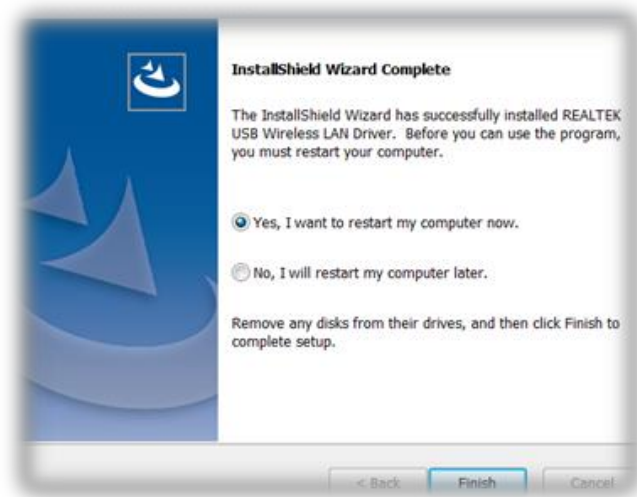 InstallShield Wizard Complete
The InstallShield Wizard has successfully installed REALTEK
USB Wireless LAN Driver. Before you can use the program,
you must restart your computer.
Yes, I want to restart my computer now.
No, I will restart my computer later.
Remove any disks from their drives, and then click Finish to
complete setup.
< Back Finish Cancel